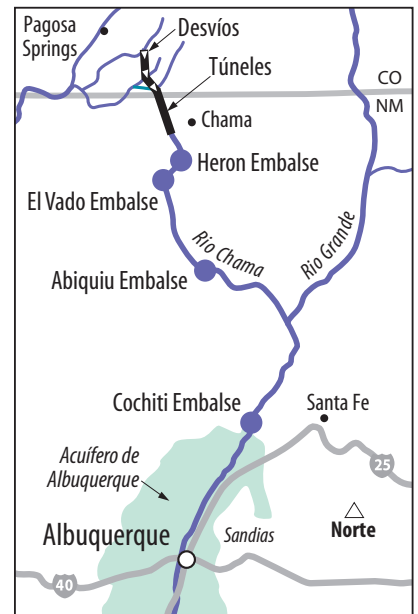 Pagosa
Springs
Desvíos
Túneles
CO
NM
Chama
Heron Embalse
El Vado Embalse
Rio Chama
Rio Grande
Abiquiu Embalse
Cochiti Embalse
Santa Fe
Acuífero de
Albuquerque
25
Norte
Albuquerque
Sandias
40